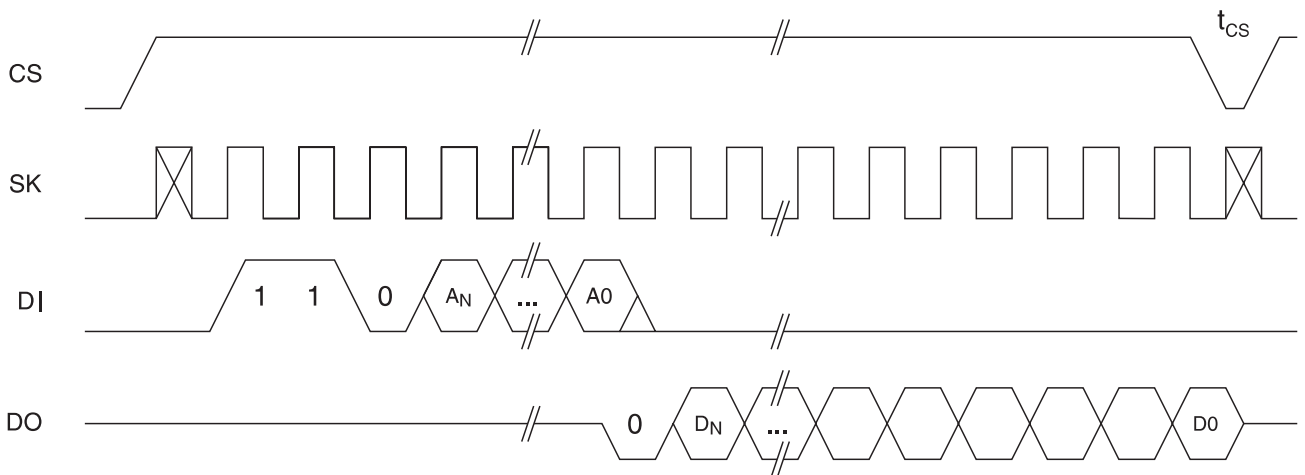 t_CS
CS
SK
DI 1 1 0 A_N ... A0
DO 0 D_N ... D0